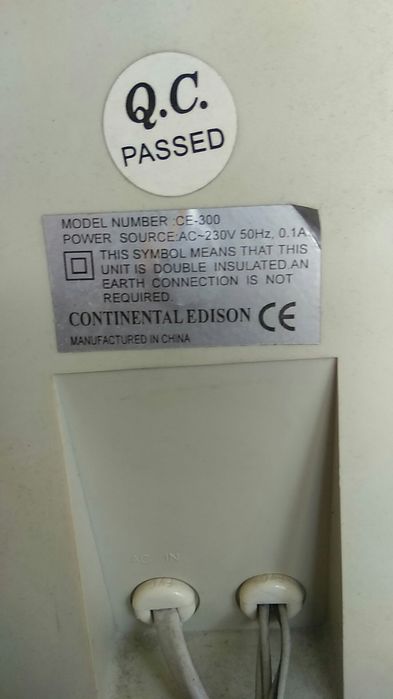 Q.C.
PASSED
MODEL NUMBER :CE-300
POWER SOURCE:AC~230V 50Hz, 0.1A
THIS SYMBOL MEANS THAT THIS
UNIT IS DOUBLE INSULATED.AN
EARTH CONNECTION IS NOT
REQUIRED.
CONTINENTAL EDISON CE
MANUFACTURED IN CHINA
AC IN